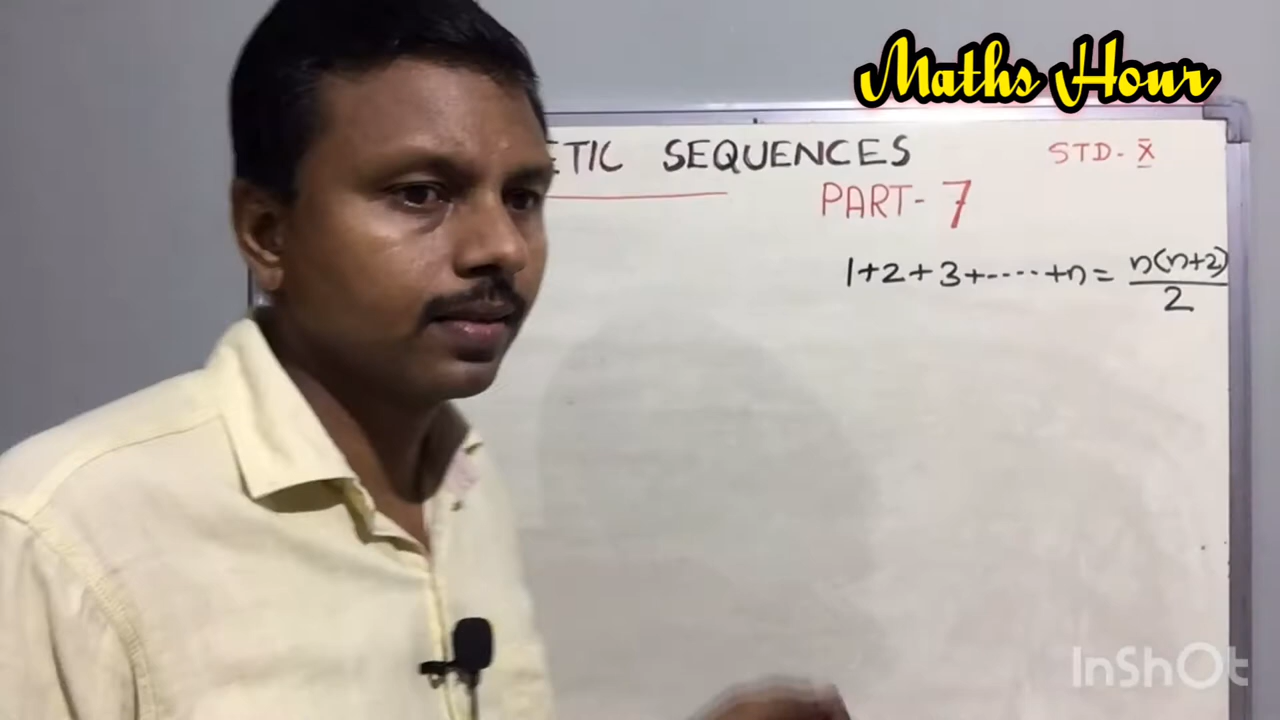 Maths Hour
ETIC SEQUENCES
STD- X
PART- 7
1+2+3+-----+n= n(n+2)/2
InShOt